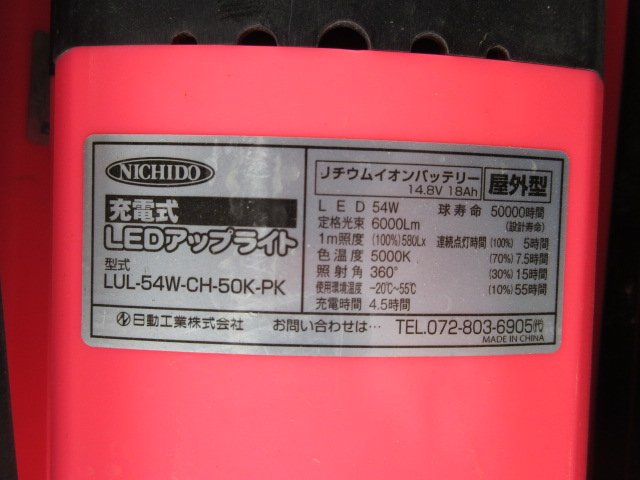 NICHIDO
充電式
LEDアップライト
型式
LUL-54W-CH-50K-PK
リチウムイオンバッテリー
14.8V 18Ah
屋外型
LED 54W 球寿命 50000時間
定格光束 6000Lm (設計寿命)
1m照度 (100%)580Lx 連続点灯時間 (100%) 5時間
色温度 5000K (70%) 7.5時間
照射角 360° (30%) 15時間
使用環境温度 -20℃~55℃ (10%) 55時間
充電時間 4.5時間
日動工業株式会社 お問い合わせは… TEL.072-803-6905㈹
MADE IN CHINA